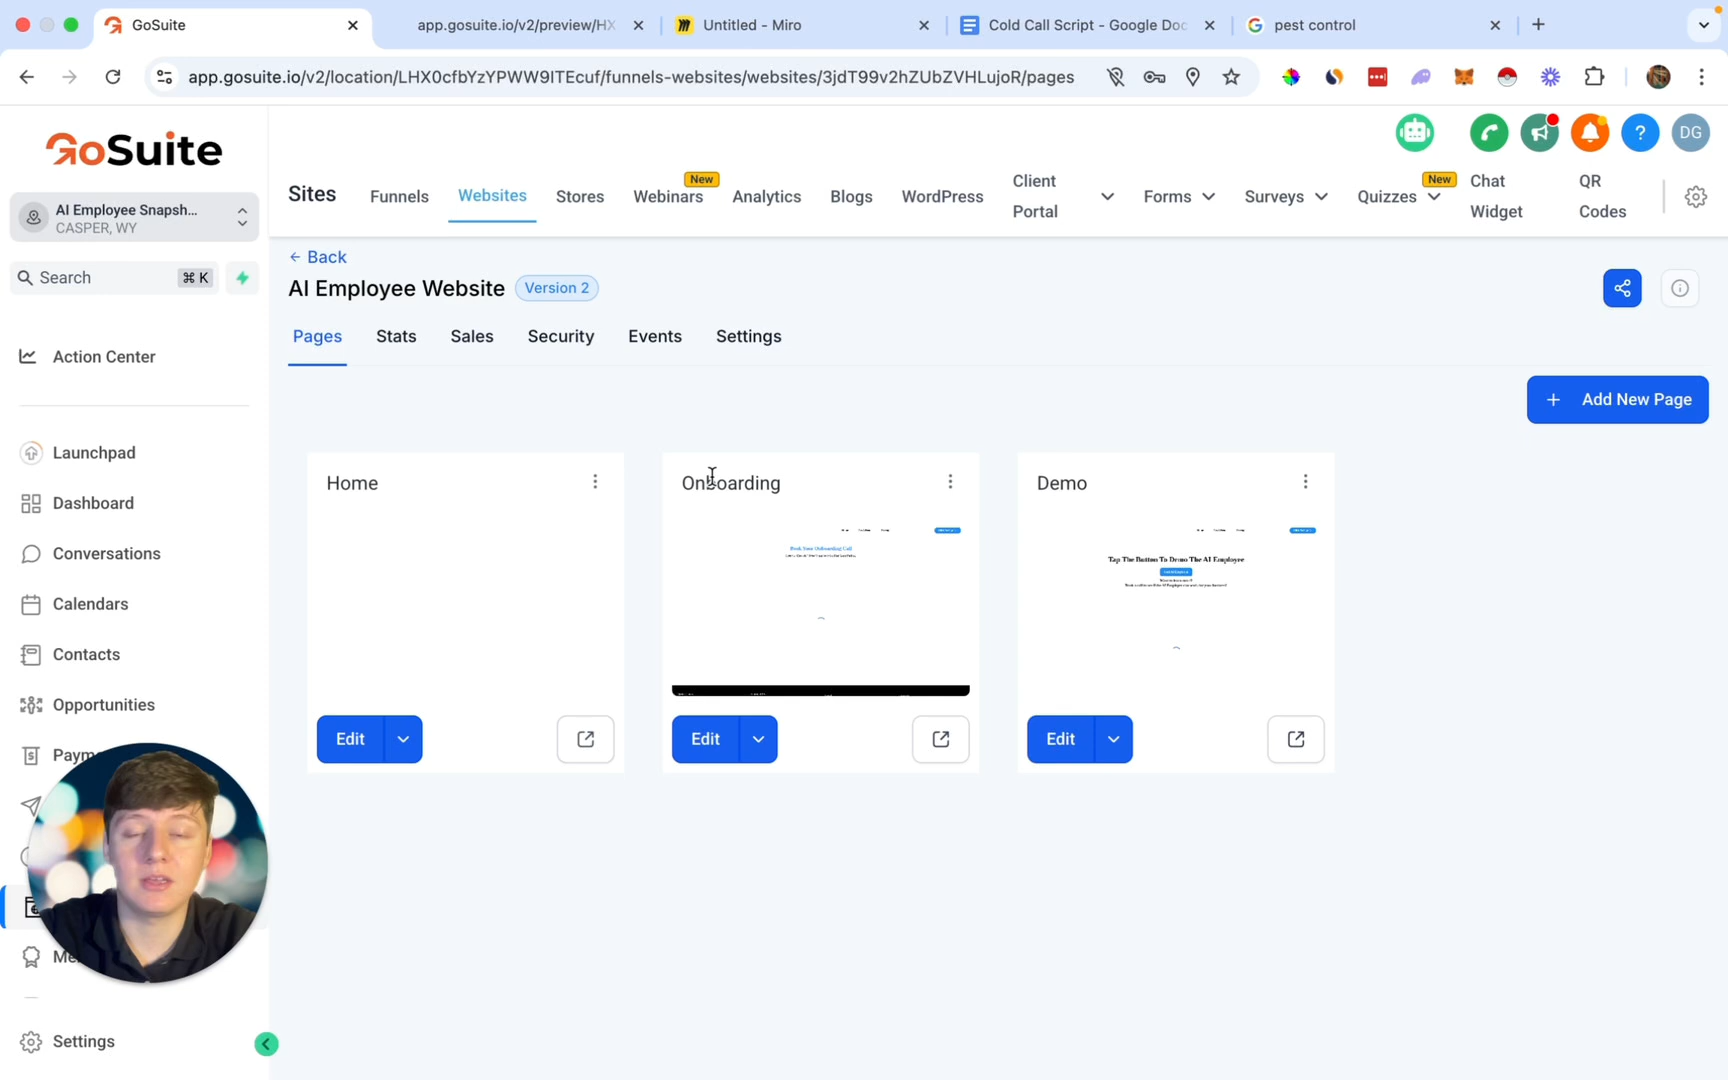 GoSuite
app.gosuite.io/v2/preview/HX
Untitled - Miro
Cold Call Script - Google Doc
pest control
app.gosuite.io/v2/location/LHX0cfbYzYPWW9ITEcuf/funnels-websites/websites/3jdT99v2hZUbZVHLujoR/pages
GoSuite
DG
AI Employee Snapsh...
CASPER, WY
Search
⌘ K
Sites
Funnels
Websites
Stores
Webinars
New
Analytics
Blogs
WordPress
Client
Portal
Forms
Surveys
Quizzes
New
Chat
Widget
QR
Codes
← Back
AI Employee Website
Version 2
Pages
Stats
Sales
Security
Events
Settings
+ Add New Page
Action Center
Launchpad
Dashboard
Conversations
Calendars
Contacts
Opportunities
Settings
Home
Edit
Onboarding
Book Your Onboarding Call
Edit
Demo
Tap The Button To Demo The AI Employee
Edit